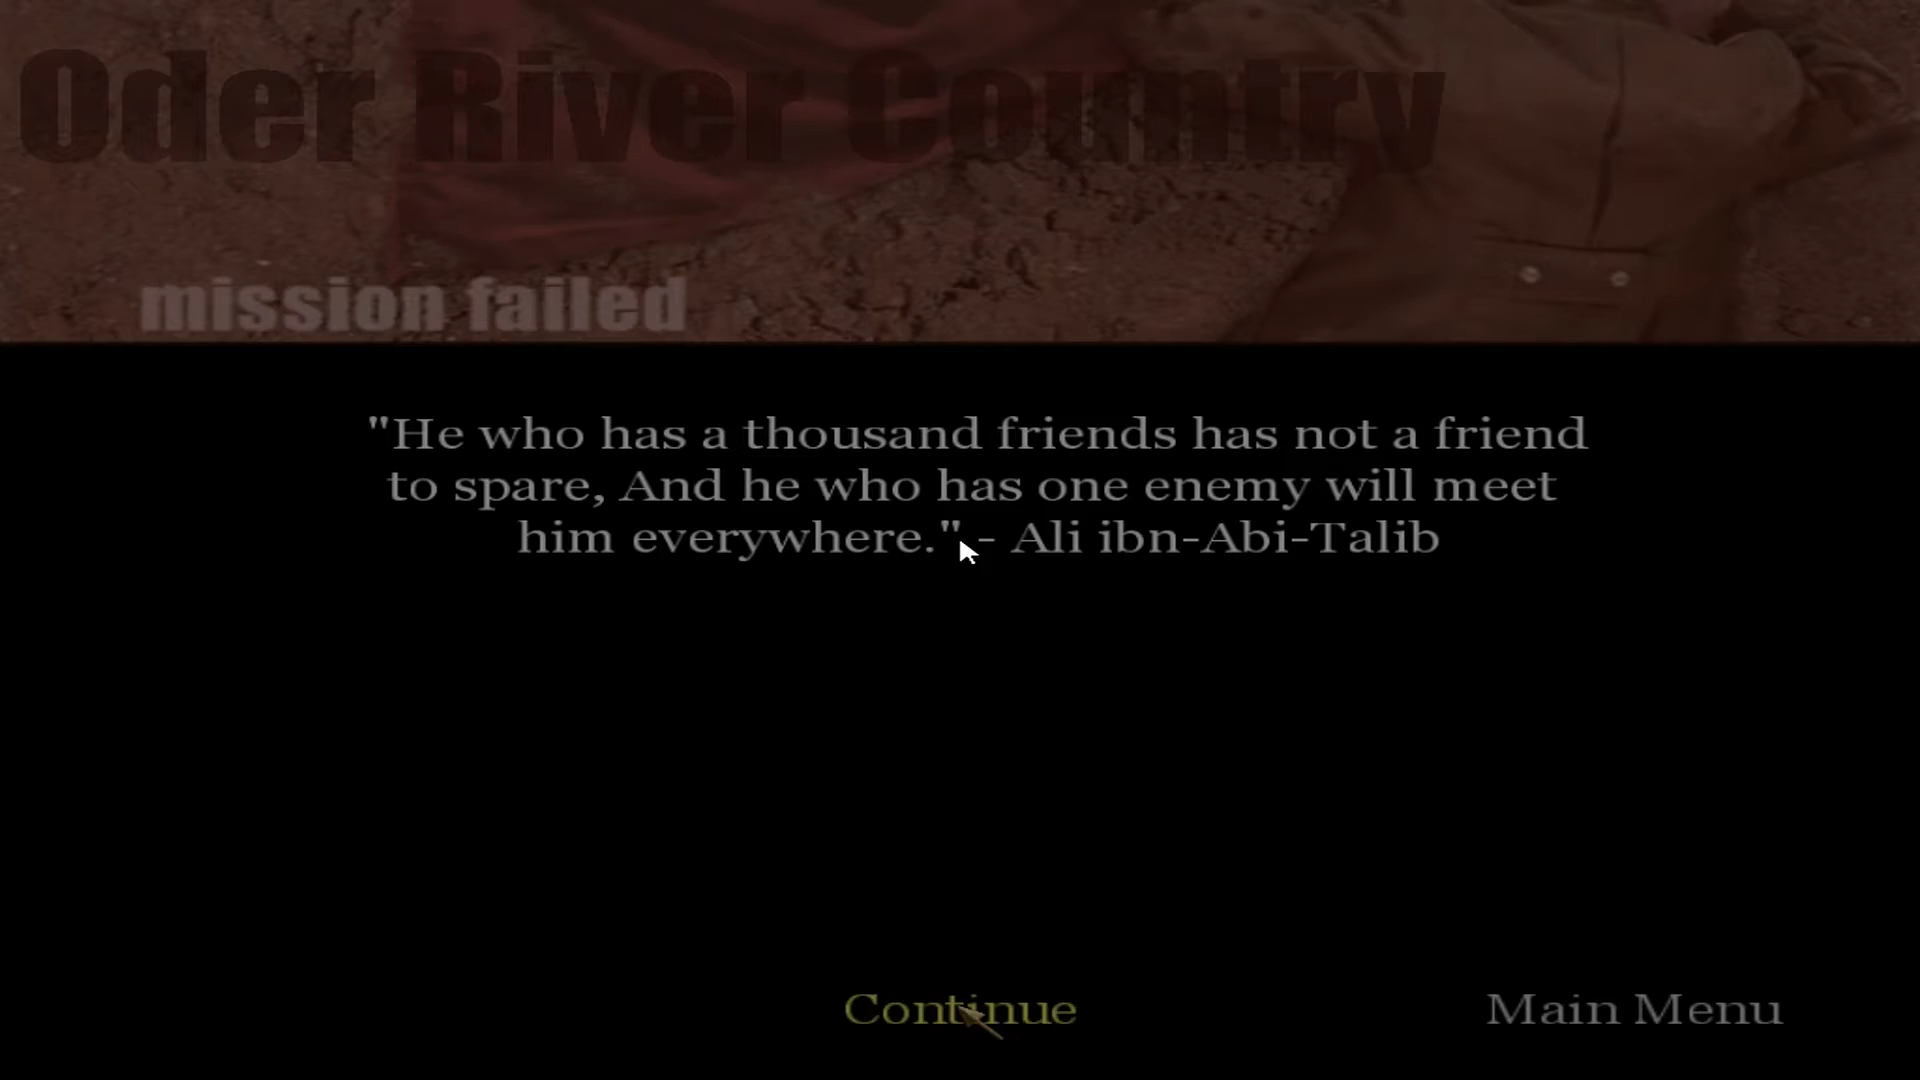 Oder River Country
mission failed
"He who has a thousand friends has not a friend
to spare, And he who has one enemy will meet
him everywhere." - Ali ibn-Abi-Talib
Continue
Main Menu